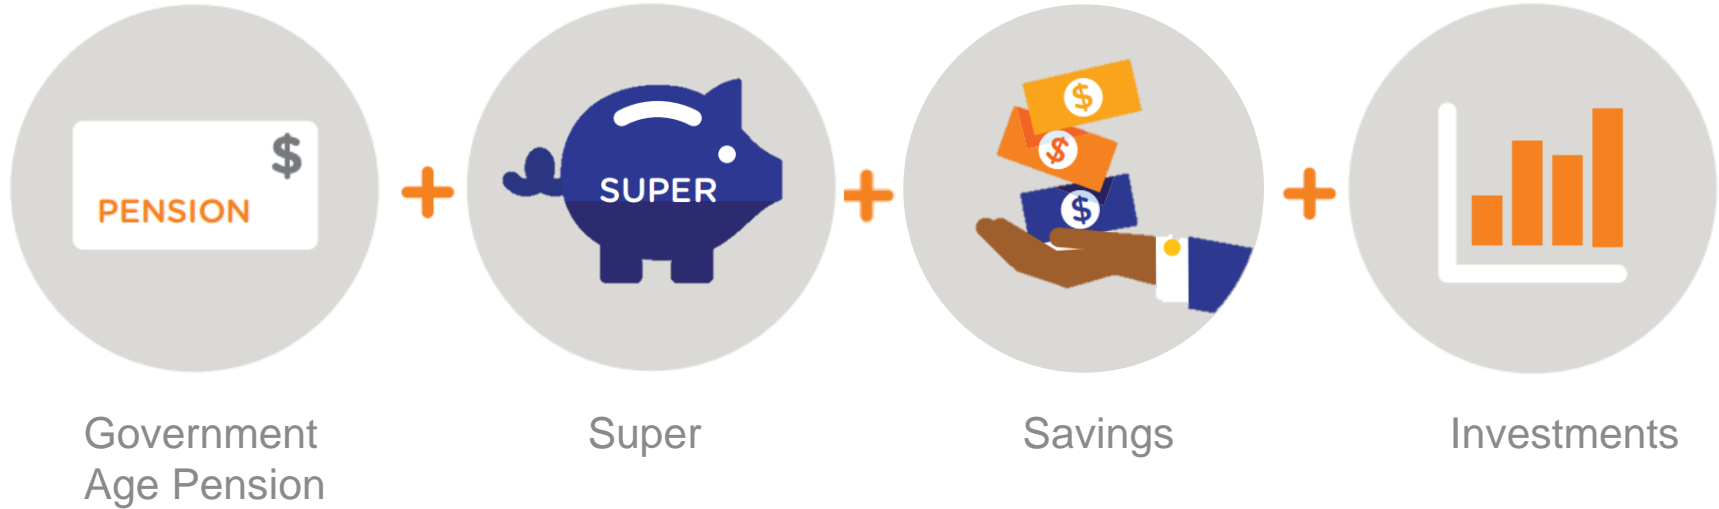 $
PENSION
SUPER
$
$
$
Government
Age Pension
Super
Savings
Investments